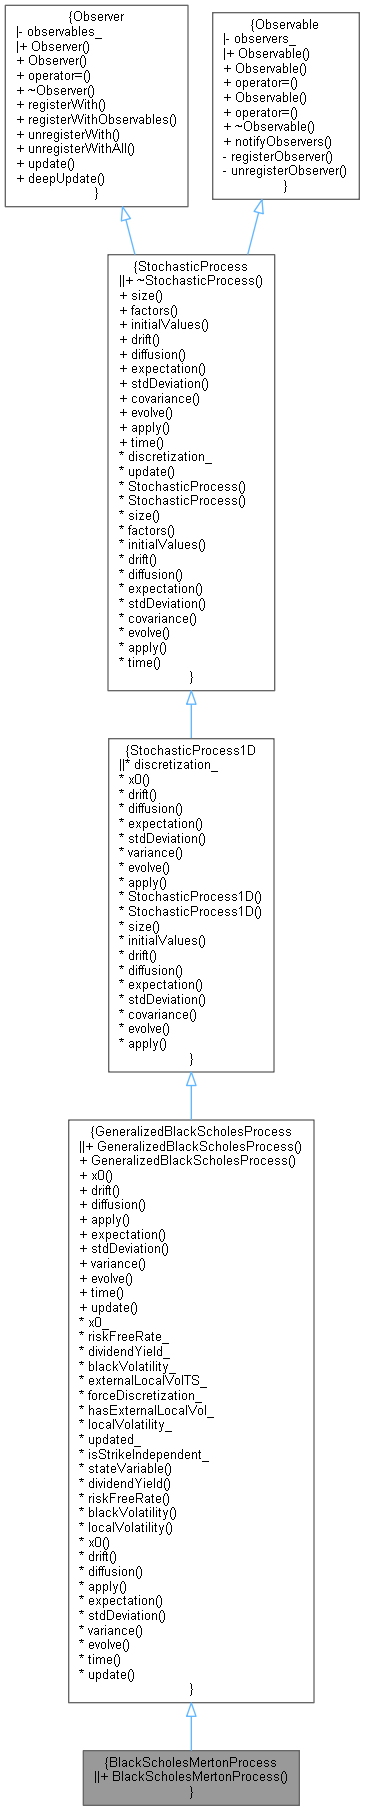 {Observer
|- observables_
|+ Observer()
+ Observer()
+ operator=()
+ ~Observer()
+ registerWith()
+ registerWithObservables()
+ unregisterWith()
+ unregisterWithAll()
+ update()
+ deepUpdate()
}
{Observable
|- observers_
|+ Observable()
+ Observable()
+ operator=()
+ Observable()
+ operator=()
+ ~Observable()
+ notifyObservers()
- registerObserver()
- unregisterObserver()
}
{StochasticProcess
||+ ~StochasticProcess()
+ size()
+ factors()
+ initialValues()
+ drift()
+ diffusion()
+ expectation()
+ stdDeviation()
+ covariance()
+ evolve()
+ apply()
+ time()
* discretization_
* update()
* StochasticProcess()
* StochasticProcess()
* size()
* factors()
* initialValues()
* drift()
* diffusion()
* expectation()
* stdDeviation()
* covariance()
* evolve()
* apply()
* time()
}
{StochasticProcess1D
||* discretization_
* x0()
* drift()
* diffusion()
* expectation()
* stdDeviation()
* variance()
* evolve()
* apply()
* StochasticProcess1D()
* StochasticProcess1D()
* size()
* initialValues()
* drift()
* diffusion()
* expectation()
* stdDeviation()
* covariance()
* evolve()
* apply()
}
{GeneralizedBlackScholesProcess
||+ GeneralizedBlackScholesProcess()
+ GeneralizedBlackScholesProcess()
+ x0()
+ drift()
+ diffusion()
+ apply()
+ expectation()
+ stdDeviation()
+ variance()
+ evolve()
+ time()
+ update()
* x0_
* riskFreeRate_
* dividendYield_
* blackVolatility_
* externalLocalVolTS_
* forceDiscretization_
* hasExternalLocalVol_
* localVolatility_
* updated_
* isStrikeIndependent_
* stateVariable()
* dividendYield()
* riskFreeRate()
* blackVolatility()
* localVolatility()
* x0()
* drift()
* diffusion()
* apply()
* expectation()
* stdDeviation()
* variance()
* evolve()
* time()
* update()
}
{BlackScholesMertonProcess
||+ BlackScholesMertonProcess()
}